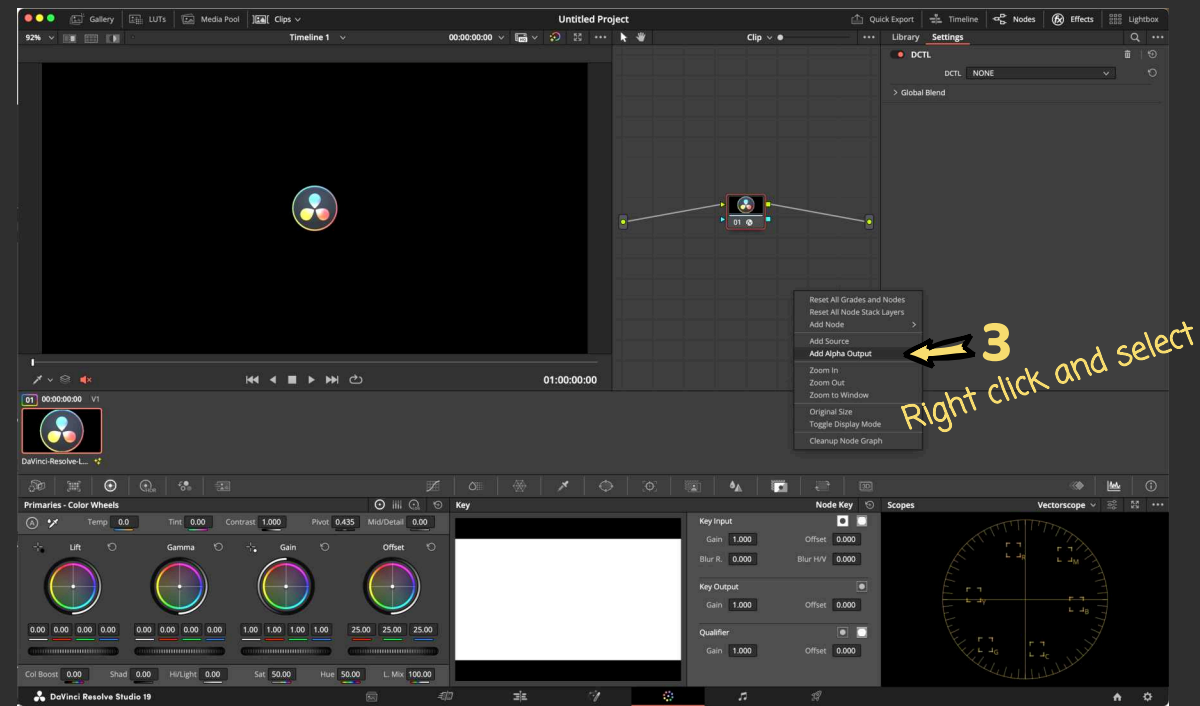 Gallery LUTs Media Pool Clips Untitled Project Quick Export Timeline Nodes Effects Lightbox
92% Timeline 1 00:00:00:00 Clip Library Settings
DCTL
DCTL NONE
Global Blend
01
Reset All Grades and Nodes
Reset All Node Stack Layers
Add Node
Add Source
Add Alpha Output
Zoom In
Zoom Out
Zoom to Window
Original Size
Toggle Display Mode
Cleanup Node Graph
3
Right click and select
01:00:00:00
01 00:00:00:00 V1
DaVinci-Resolve-L...
Primaries - Color Wheels Key Node Key Scopes Vectorscope
Temp 0.0 Tint 0.00 Contrast 1.000 Pivot 0.435 Mid/Detail 0.00
Lift Gamma Gain Offset
0.00 0.00 0.00 0.00 0.00 0.00 0.00 0.00 1.00 1.00 1.00 1.00 25.00 25.00 25.00
Col Boost 0.00 Shad 0.00 Hi/Light 0.00 Sat 50.00 Hue 50.00 L. Mix 100.00
Key Input
Gain 1.000 Offset 0.000
Blur R. 0.000 Blur H/V 0.000
Key Output
Gain 1.000 Offset 0.000
Qualifier
Gain 1.000 Offset 0.000
R
M
Y
B
G
C
DaVinci Resolve Studio 19